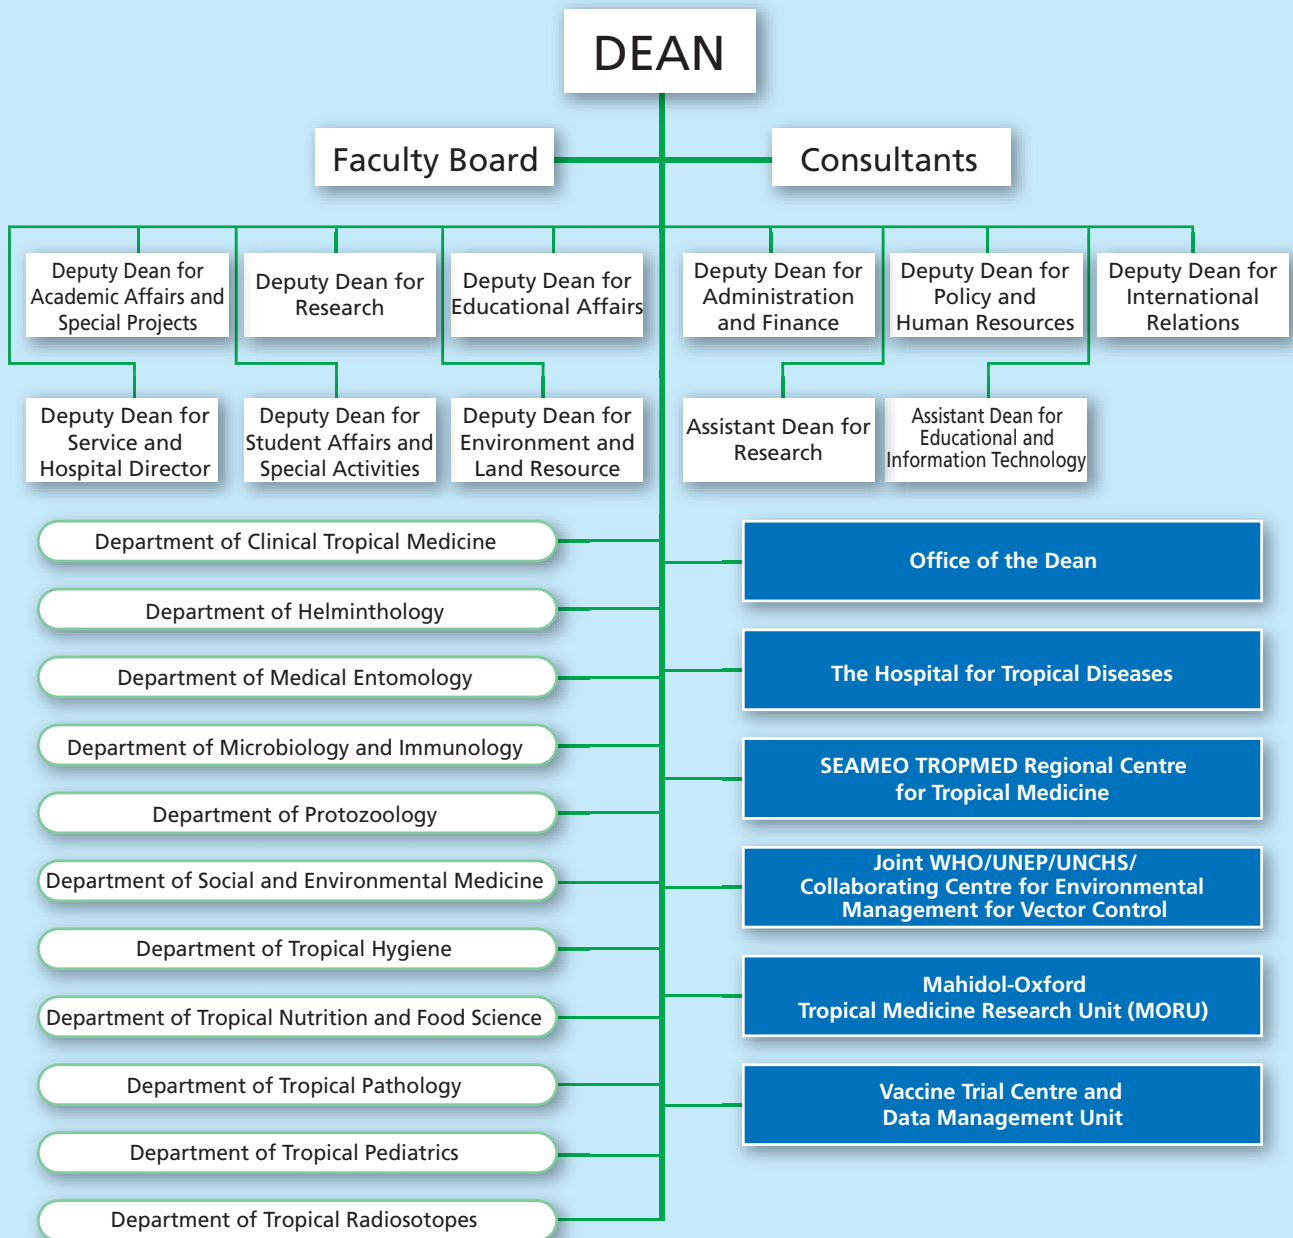 DEAN
Faculty Board
Consultants
Deputy Dean for
Academic Affairs and
Special Projects
Deputy Dean for
Research
Deputy Dean for
Educational Affairs
Deputy Dean for
Administration
and Finance
Deputy Dean for
Policy and
Human Resources
Deputy Dean for
International
Relations
Deputy Dean for
Service and
Hospital Director
Deputy Dean for
Student Affairs and
Special Activities
Deputy Dean for
Environment and
Land Resource
Assistant Dean for
Research
Assistant Dean for
Educational and
Information Technology
Department of Clinical Tropical Medicine
Department of Helminthology
Department of Medical Entomology
Department of Microbiology and Immunology
Department of Protozoology
Department of Social and Environmental Medicine
Department of Tropical Hygiene
Department of Tropical Nutrition and Food Science
Department of Tropical Pathology
Department of Tropical Pediatrics
Department of Tropical Radiosotopes
Office of the Dean
The Hospital for Tropical Diseases
SEAMEO TROPMED Regional Centre
for Tropical Medicine
Joint WHO/UNEP/UNCHS/
Collaborating Centre for Environmental
Management for Vector Control
Mahidol-Oxford
Tropical Medicine Research Unit (MORU)
Vaccine Trial Centre and
Data Management Unit